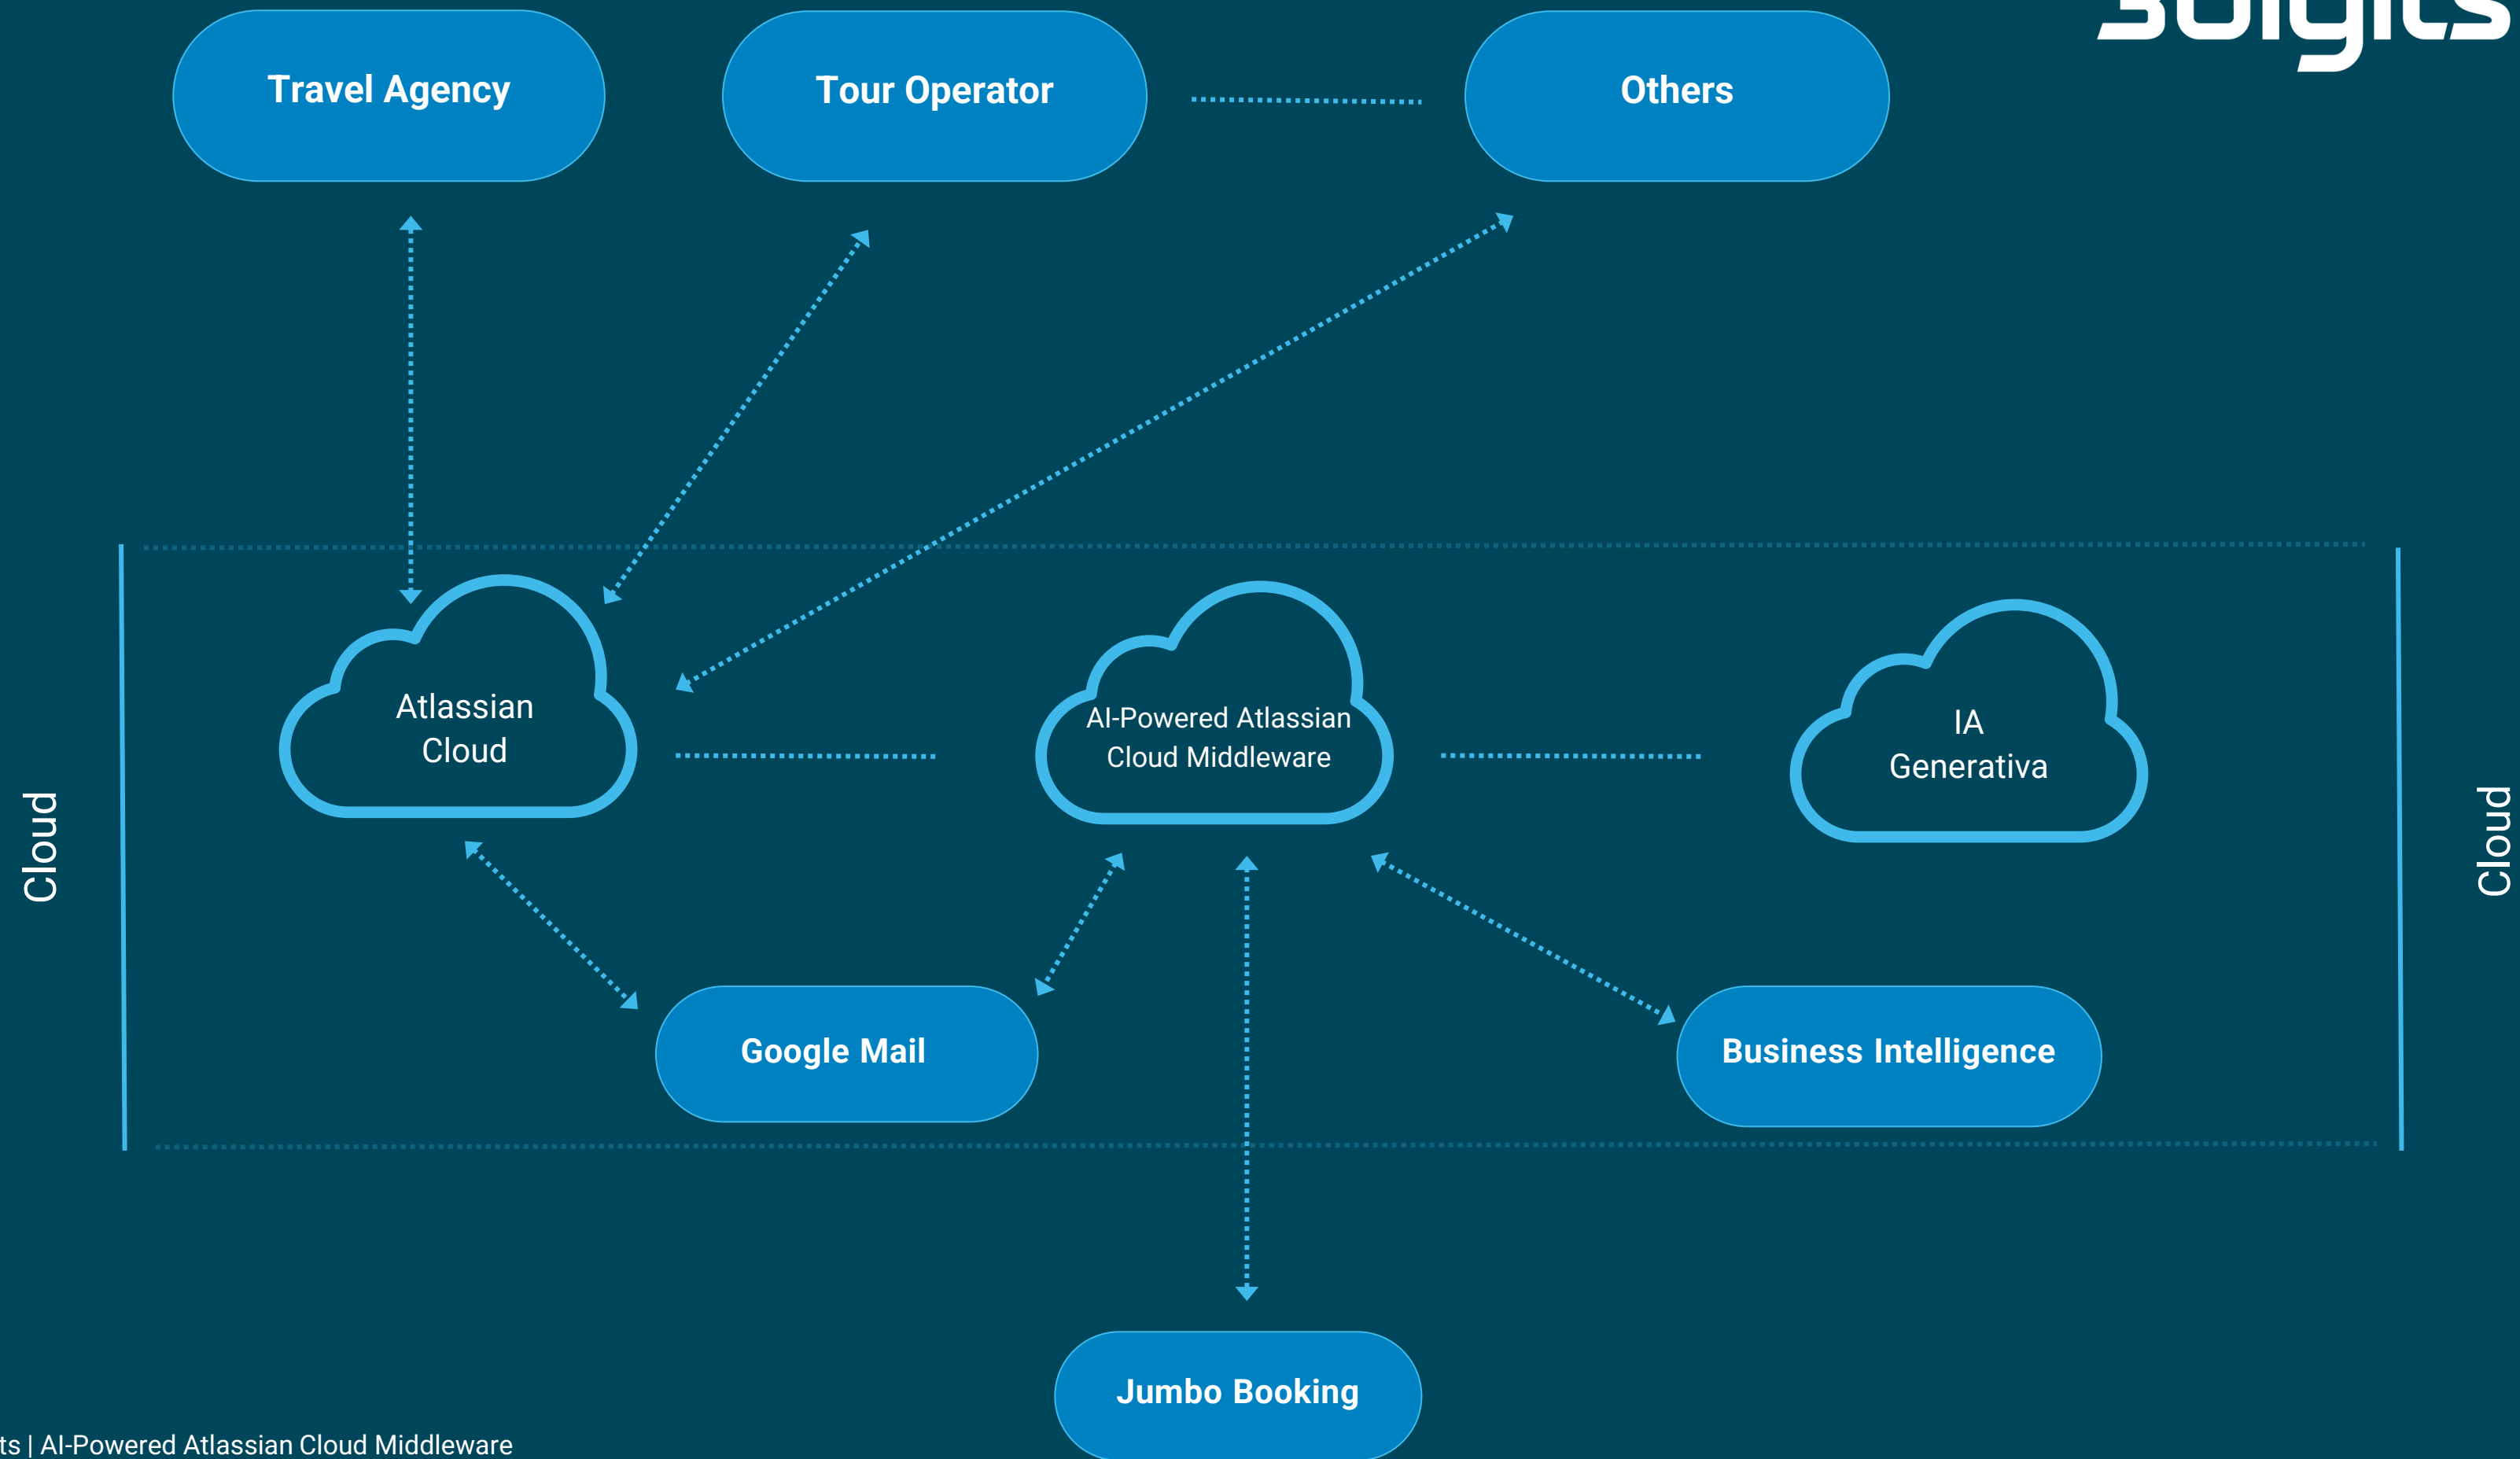 Travel Agency
Tour Operator
Others
Atlassian
Cloud
AI-Powered Atlassian
Cloud Middleware
IA
Generativa
Cloud
Cloud
Google Mail
Business Intelligence
Jumbo Booking
| AI-Powered Atlassian Cloud Middleware